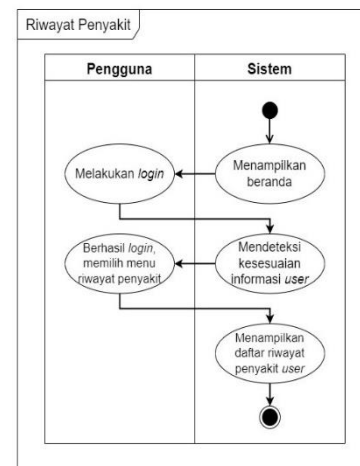 Riwayat Penyakit
Pengguna
Sistem
Menampilkan
beranda
Melakukan login
Mendeteksi
kesesuaian
informasi user
Berhasil login,
memilih menu
riwayat penyakit
Menampilkan
daftar riwayat
penyakit user